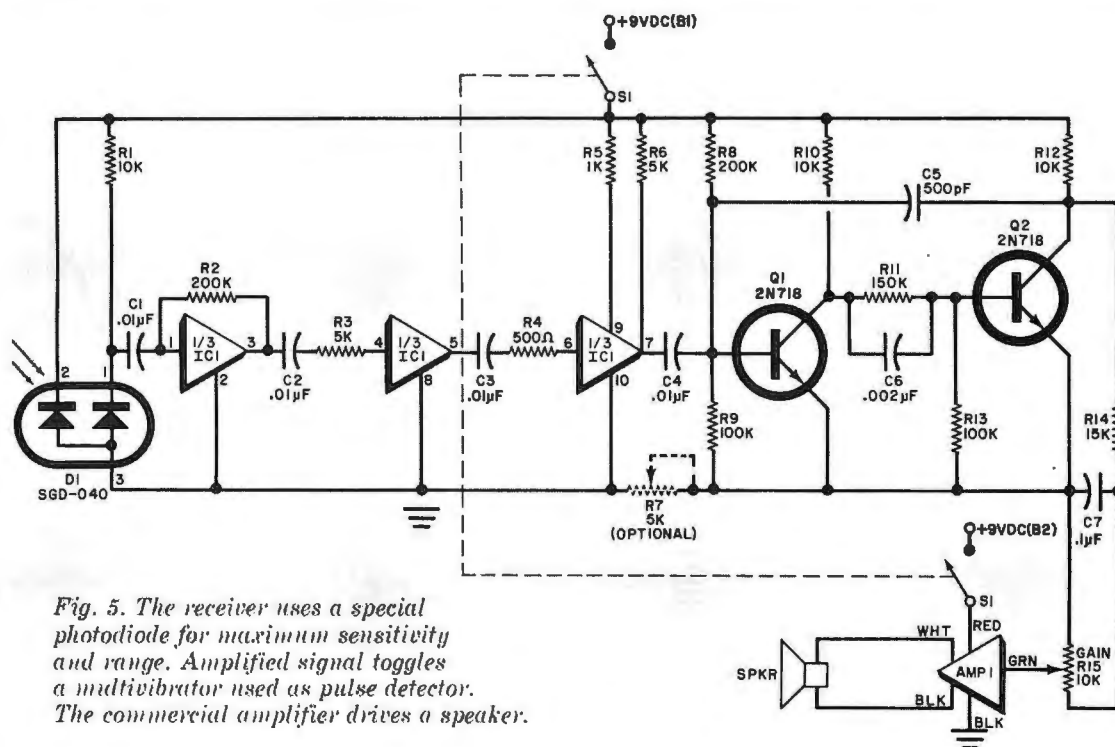 +9VDC(B1)
S1
R1
10K
R5
1K
R6
5K
R8
200K
R10
10K
R12
10K
C5
500pF
Q2
2N718
R2
200K
Q1
2N718
R11
150K
C1
.01µF
1
1/3
IC1
3
2
R3
5K
C2
.01µF
4
1/3
IC1
5
8
R4
500Ω
C3
.01µF
6
1/3
IC1
9
7
10
C4
.01µF
C6
.002µF
2
1
3
D1
SGD-040
R9
100K
R13
100K
R14
15K
R7
5K
(OPTIONAL)
C7
.1µF
+9VDC(B2)
S1
RED
WHT
SPKR
BLK
AMP1
GRN
BLK
GAIN
R15
10K
Fig. 5. The receiver uses a special
photodiode for maximum sensitivity
and range. Amplified signal toggles
a multivibrator used as pulse detector.
The commercial amplifier drives a speaker.